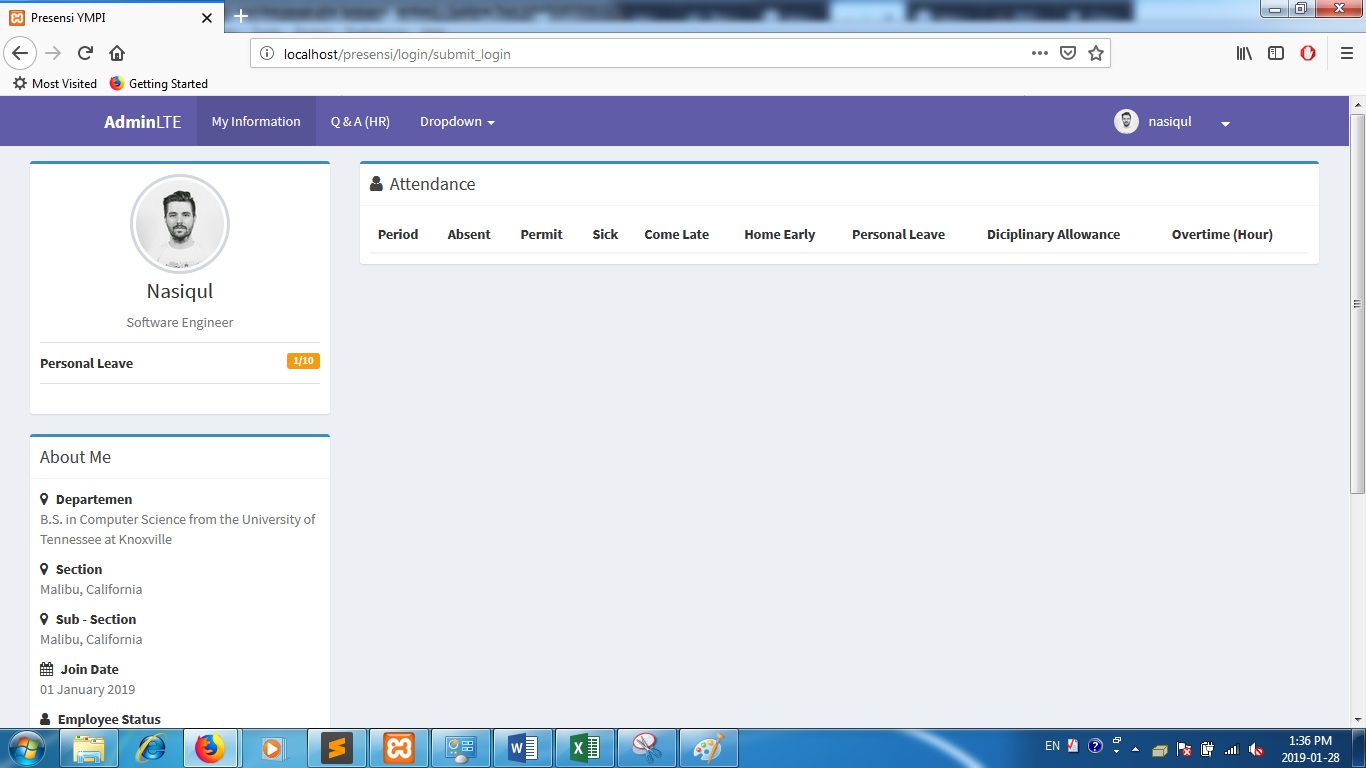 Presensi YMPI
localhost/presensi/login/submit_login
Most Visited Getting Started
AdminLTE My Information Q & A (HR) Dropdown nasiqul
Nasiqul
Software Engineer
Personal Leave 1/10
About Me
Departemen
B.S. in Computer Science from the University of
Tennessee at Knoxville
Section
Malibu, California
Sub - Section
Malibu, California
Join Date
01 January 2019
Employee Status
Attendance
Period Absent Permit Sick Come Late Home Early Personal Leave Diciplinary Allowance Overtime (Hour)
EN 1:36 PM
2019-01-28